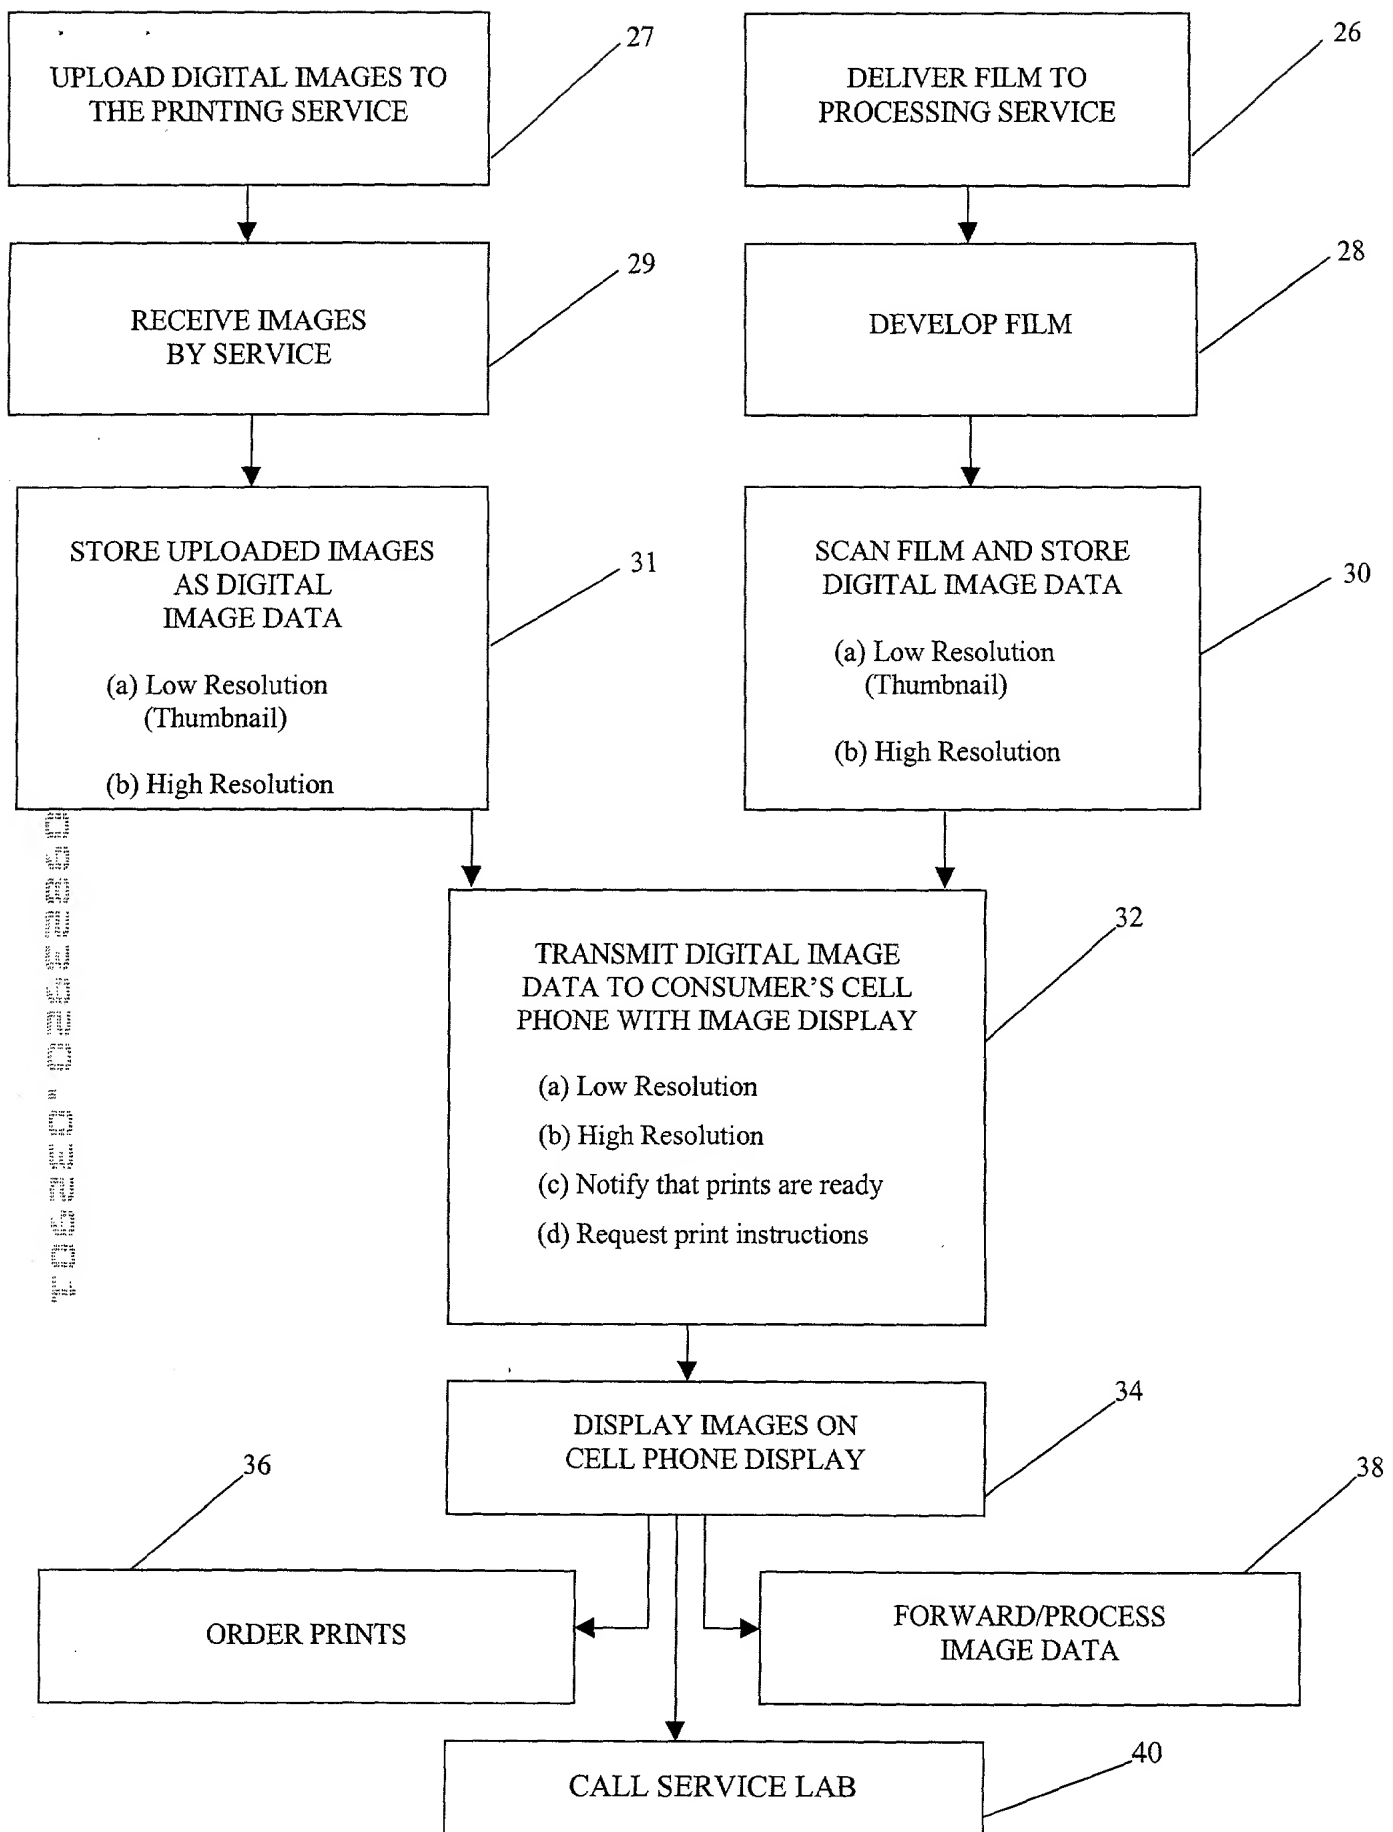 UPLOAD DIGITAL IMAGES TO
THE PRINTING SERVICE
27
DELIVER FILM TO
PROCESSING SERVICE
26
RECEIVE IMAGES
BY SERVICE
29
DEVELOP FILM
28
STORE UPLOADED IMAGES
AS DIGITAL
IMAGE DATA
(a) Low Resolution
(Thumbnail)
(b) High Resolution
31
SCAN FILM AND STORE
DIGITAL IMAGE DATA
(a) Low Resolution
(Thumbnail)
(b) High Resolution
30
TRANSMIT DIGITAL IMAGE
DATA TO CONSUMER'S CELL
PHONE WITH IMAGE DISPLAY
(a) Low Resolution
(b) High Resolution
(c) Notify that prints are ready
(d) Request print instructions
32
DISPLAY IMAGES ON
CELL PHONE DISPLAY
34
36
ORDER PRINTS
38
FORWARD/PROCESS
IMAGE DATA
CALL SERVICE LAB
40